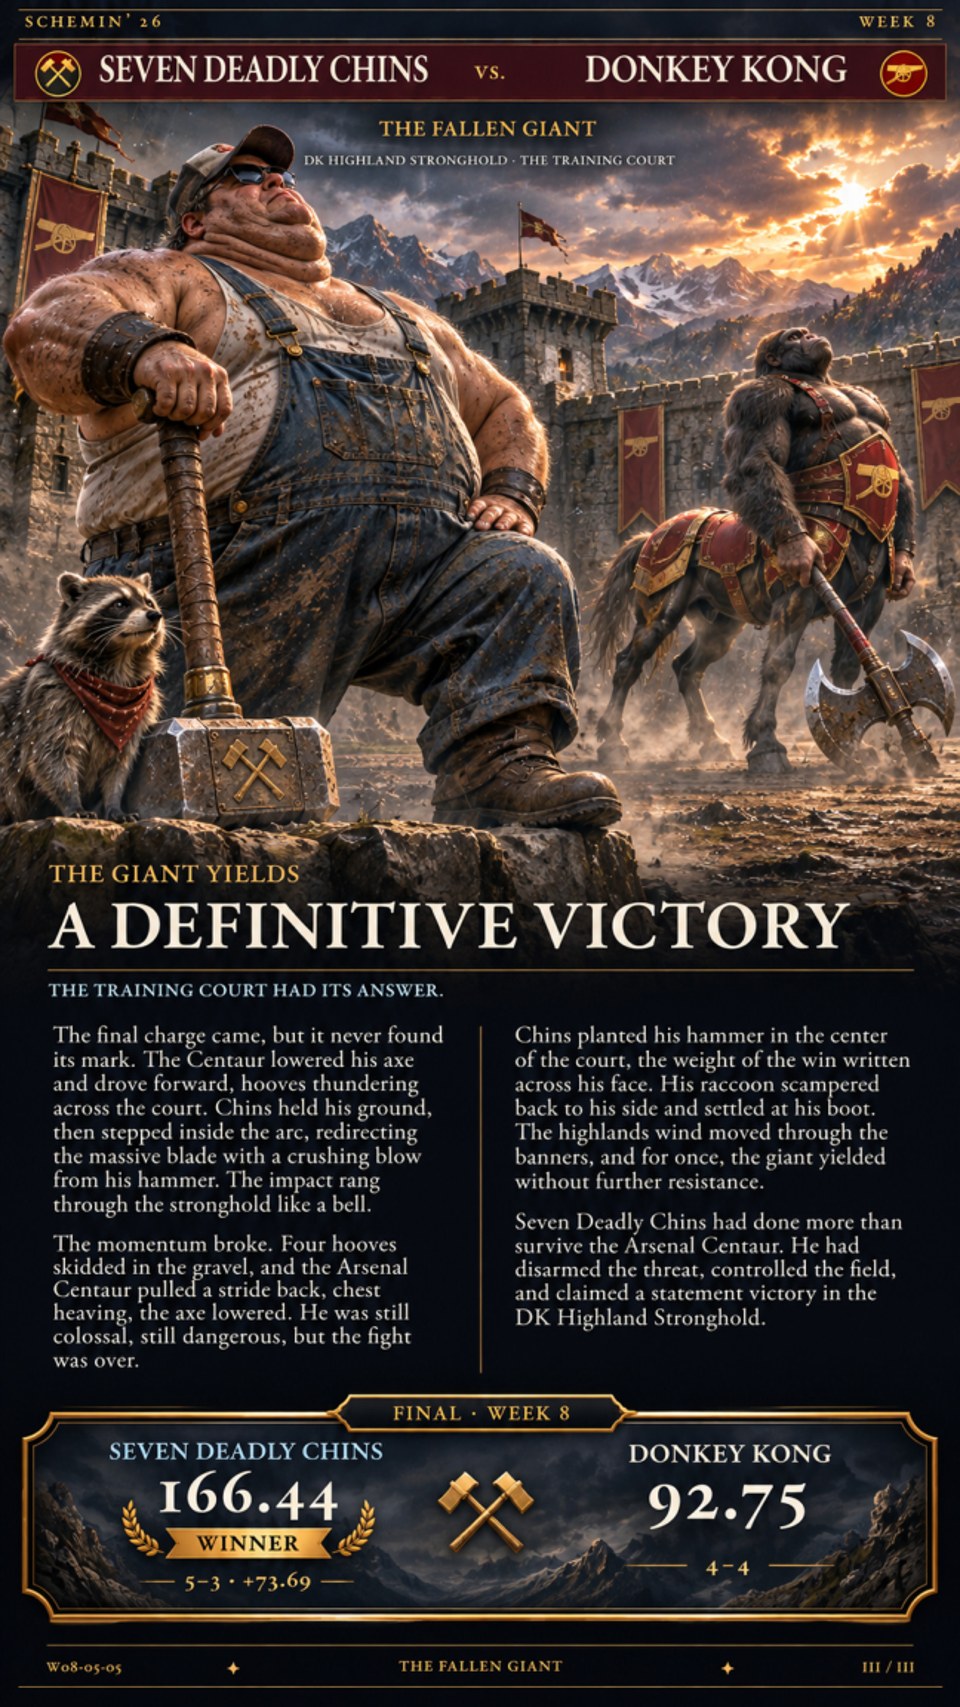 SCHEMIN' 26
WEEK 8
SEVEN DEADLY CHINS vs. DONKEY KONG
THE FALLEN GIANT
DK HIGHLAND STRONGHOLD · THE TRAINING COURT
THE GIANT YIELDS
A DEFINITIVE VICTORY
THE TRAINING COURT HAD ITS ANSWER.
The final charge came, but it never found
its mark. The Centaur lowered his axe
and drove forward, hooves thundering
across the court. Chins held his ground,
then stepped inside the arc, redirecting
the massive blade with a crushing blow
from his hammer. The impact rang
through the stronghold like a bell.
The momentum broke. Four hooves
skidded in the gravel, and the Arsenal
Centaur pulled a stride back, chest
heaving, the axe lowered. He was still
colossal, still dangerous, but the fight
was over.
Chins planted his hammer in the center
of the court, the weight of the win written
across his face. His raccoon scampered
back to his side and settled at his boot.
The highlands wind moved through the
banners, and for once, the giant yielded
without further resistance.
Seven Deadly Chins had done more than
survive the Arsenal Centaur. He had
disarmed the threat, controlled the field,
and claimed a statement victory in the
DK Highland Stronghold.
FINAL · WEEK 8
SEVEN DEADLY CHINS
166.44
WINNER
5–3 · +73.69
DONKEY KONG
92.75
4–4
W08-05-05
THE FALLEN GIANT
III / III